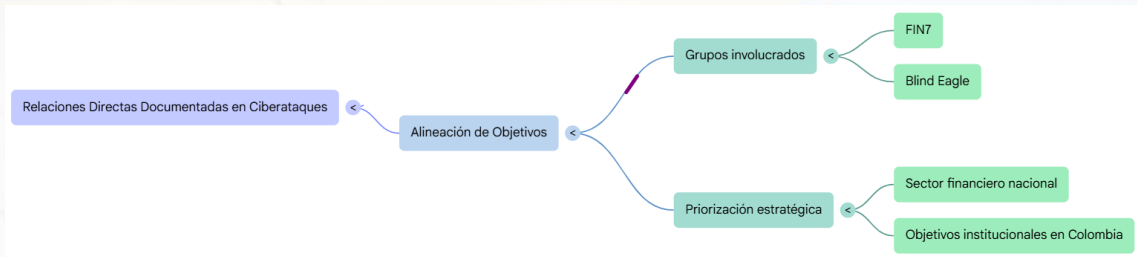 Relaciones Directas Documentadas en Ciberataques
Alineación de Objetivos
Grupos involucrados
FIN7
Blind Eagle
Priorización estratégica
Sector financiero nacional
Objetivos institucionales en Colombia